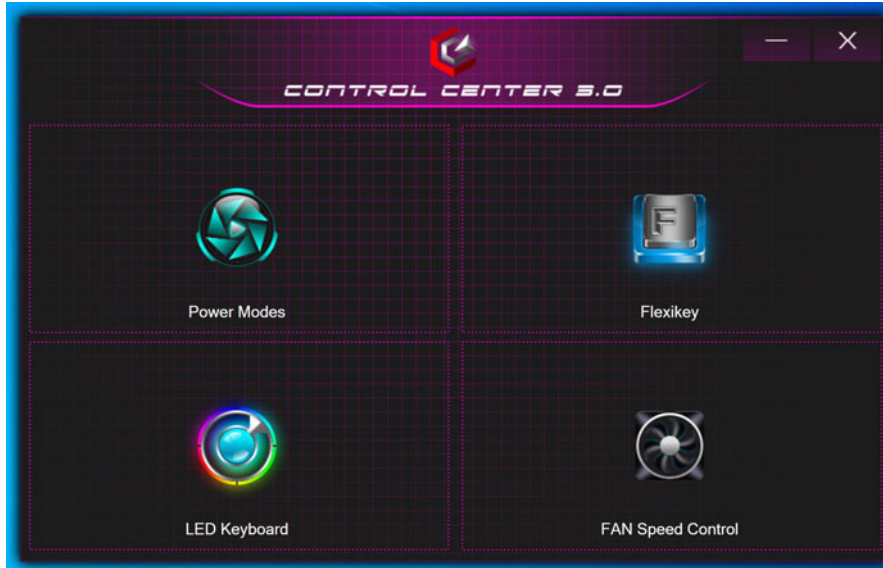 CONTROL CENTER 3.0
Power Modes
F
Flexikey
LED Keyboard
FAN Speed Control